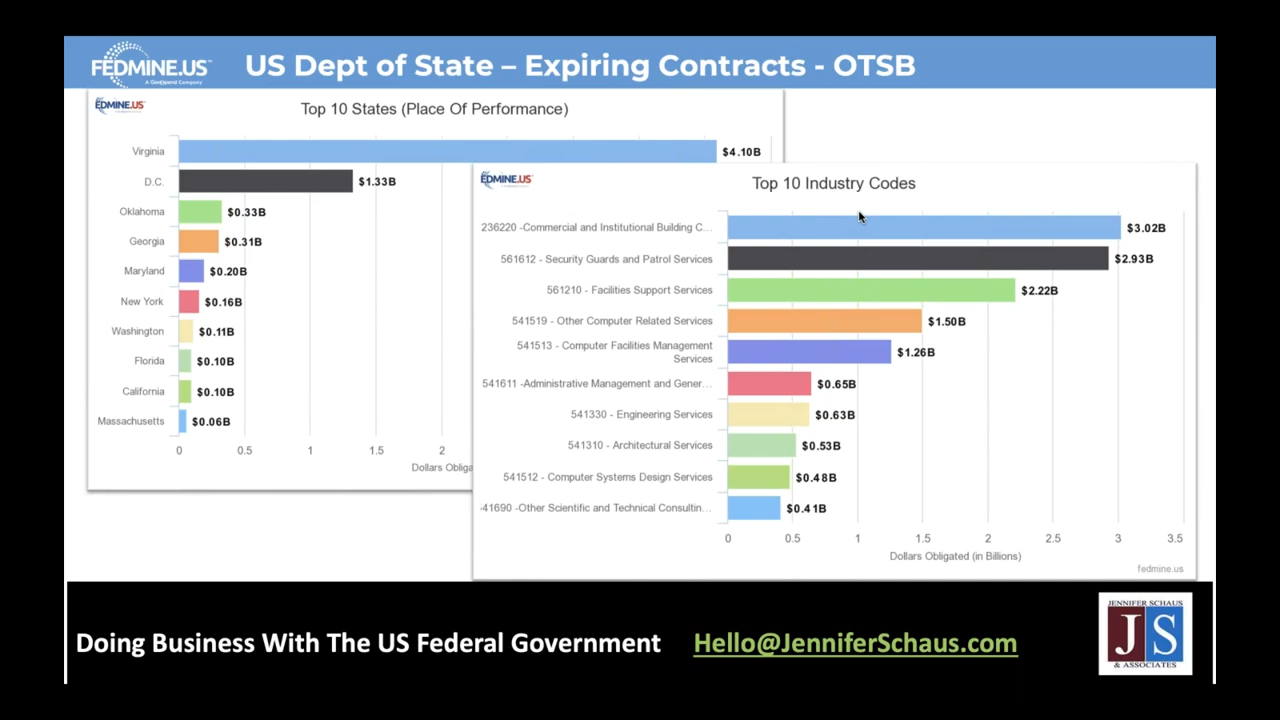 FEDMINE.US™
A GovSpend Company
US Dept of State – Expiring Contracts - OTSB
EDMINE.US
Top 10 States (Place Of Performance)
Virginia $4.10B
D.C. $1.33B
Oklahoma $0.33B
Georgia $0.31B
Maryland $0.20B
New York $0.16B
Washington $0.11B
Florida $0.10B
California $0.10B
Massachusetts $0.06B
0 0.5 1 1.5 2
Dollars Obliga
EDMINE.US
Top 10 Industry Codes
236220 -Commercial and Institutional Building C... $3.02B
561612 - Security Guards and Patrol Services $2.93B
561210 - Facilities Support Services $2.22B
541519 - Other Computer Related Services $1.50B
541513 - Computer Facilities Management
Services $1.26B
541611 -Administrative Management and Gener... $0.65B
541330 - Engineering Services $0.63B
541310 - Architectural Services $0.53B
541512 - Computer Systems Design Services $0.48B
41690 -Other Scientific and Technical Consultin... $0.41B
0 0.5 1 1.5 2 2.5 3 3.5
Dollars Obligated (in Billions)
fedmine.us
Doing Business With The US Federal Government Hello@JenniferSchaus.com
JENNIFER SCHAUS
J S
& ASSOCIATES